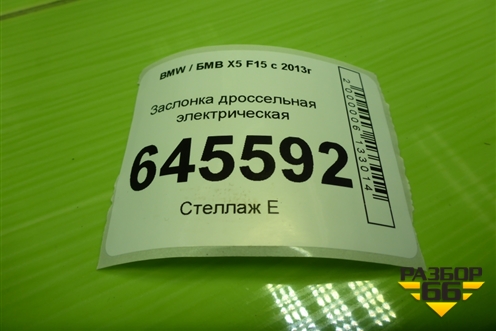 BMW / БМВ X5 F15 с 2013г
Заслонка дроссельная
электрическая
645592
Стеллаж Е
2000006133014
РАЗБОР
66